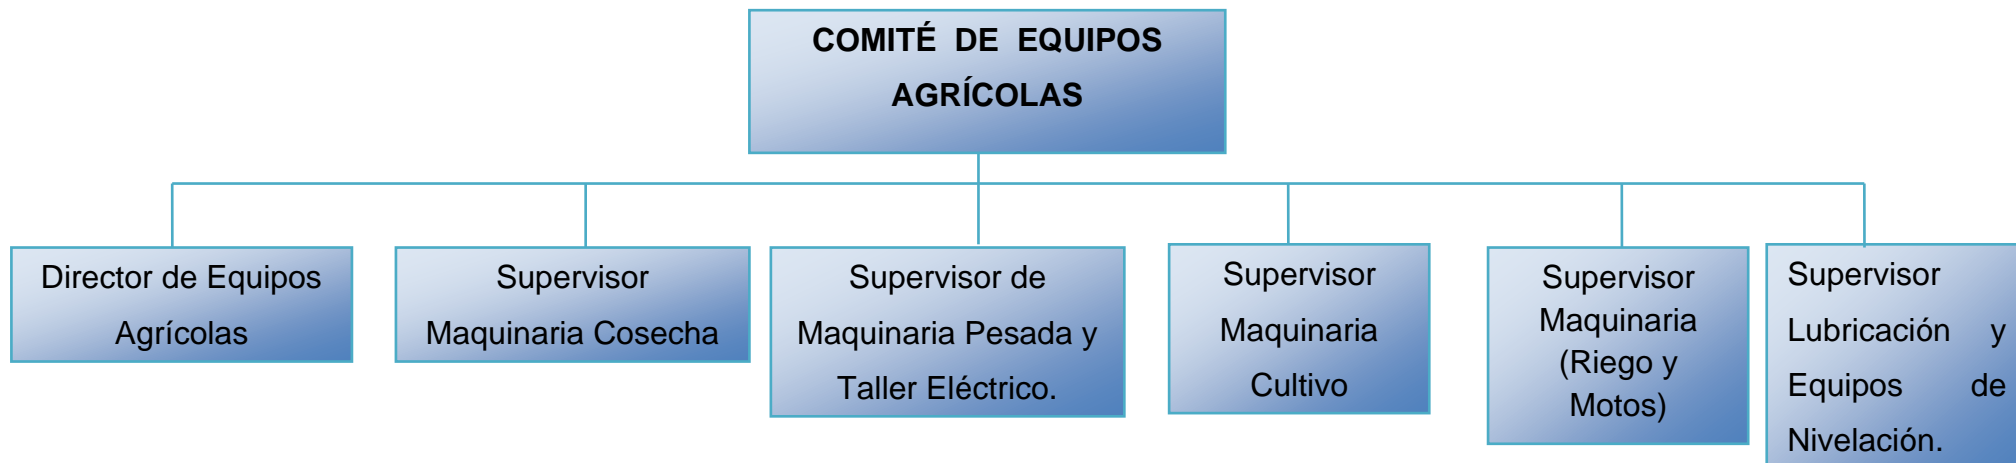 COMITÉ DE EQUIPOS
AGRÍCOLAS
Director de Equipos
Agrícolas
Supervisor
Maquinaria Cosecha
Supervisor de
Maquinaria Pesada y
Taller Eléctrico.
Supervisor
Maquinaria
Cultivo
Supervisor
Maquinaria
(Riego y
Motos)
Supervisor
Lubricación y
Equipos de
Nivelación.